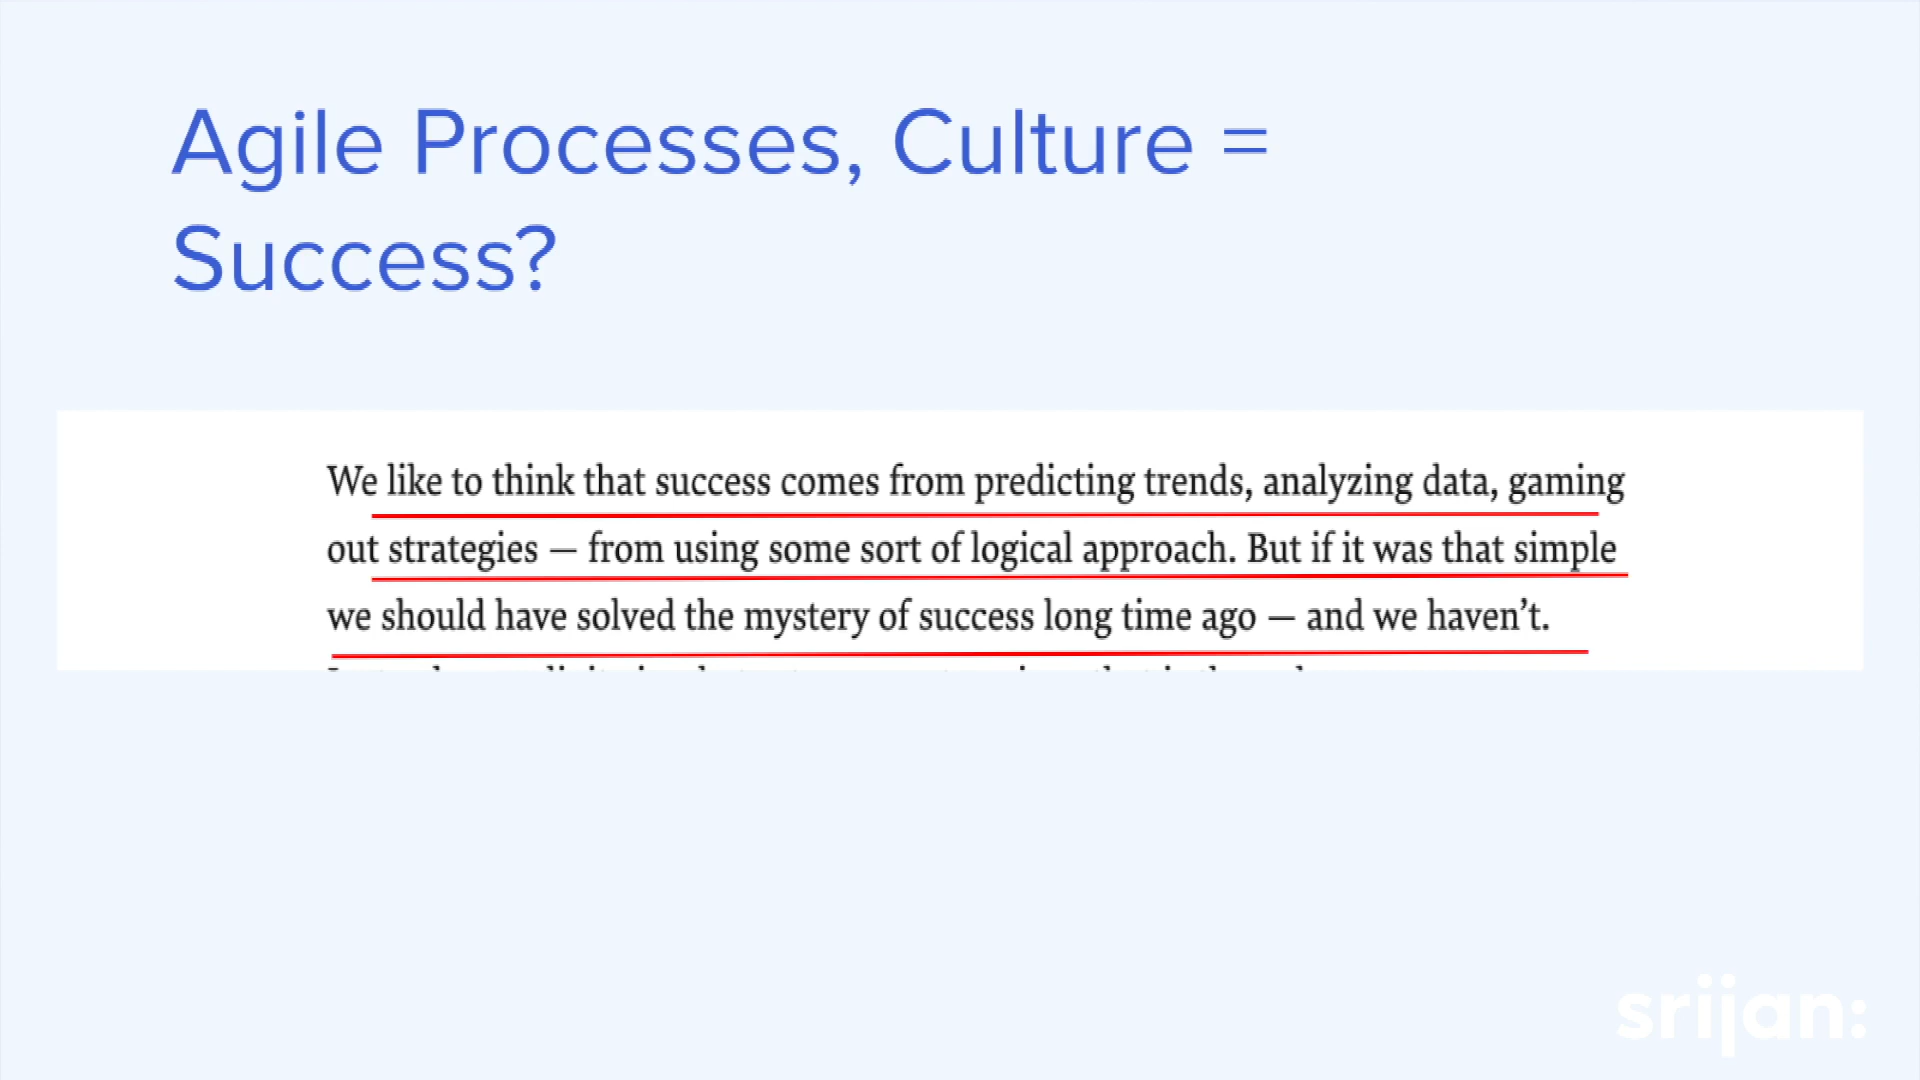 Agile Processes, Culture =
Success?
We like to think that success comes from predicting trends, analyzing data, gaming
out strategies — from using some sort of logical approach. But if it was that simple
we should have solved the mystery of success long time ago — and we haven’t.
srijan: